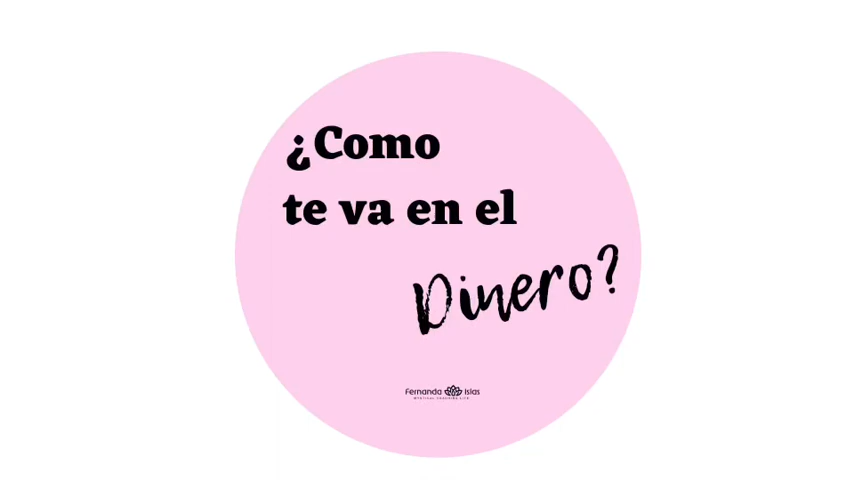 ¿Como
te va en el
Dinero?
Fernanda Islas